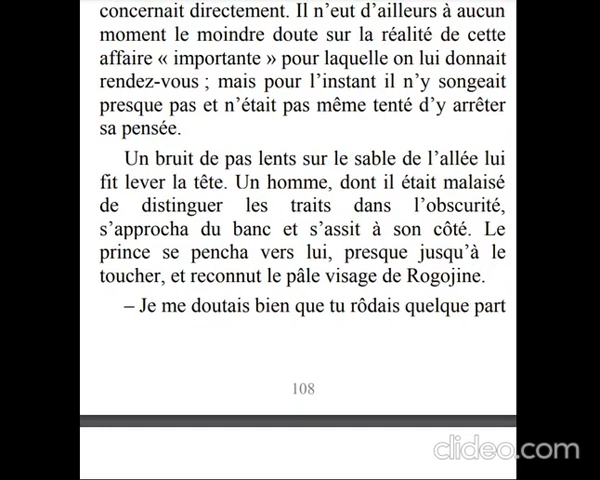 concernait directement. Il n’eut d’ailleurs à aucun
moment le moindre doute sur la réalité de cette
affaire « importante » pour laquelle on lui donnait
rendez-vous ; mais pour l’instant il n’y songeait
presque pas et n’était pas même tenté d’y arrêter
sa pensée.
Un bruit de pas lents sur le sable de l’allée lui
fit lever la tête. Un homme, dont il était malaisé
de distinguer les traits dans l’obscurité,
s’approcha du banc et s’assit à son côté. Le
prince se pencha vers lui, presque jusqu’à le
toucher, et reconnut le pâle visage de Rogojine.
– Je me doutais bien que tu rôdais quelque part
108
clideo.com